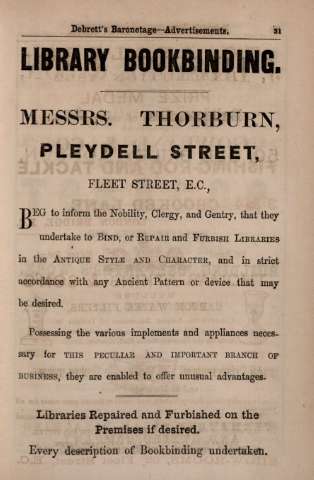 Debrett's Baronetage—Advertisements. 31
LIBRARY BOOKBINDING.
MESSRS. THORBURN,
PLEYDELL STREET,
FLEET STREET, E.C.,
BEG to inform the Nobility, Clergy, and Gentry, that they
undertake to BIND, or REPAIR and FURBISH LIBRARIES
in the ANTIQUE STYLE AND CHARACTER, and in strict
accordance with any Ancient Pattern or device that may
be desired.
Possessing the various implements and appliances neces-
sary for THIS PECULIAR AND IMPORTANT BRANCH OF
BUSINESS, they are enabled to offer unusual advantages.
Libraries Repaired and Furbished on the
Premises if desired.
Every description of Bookbinding undertaken.